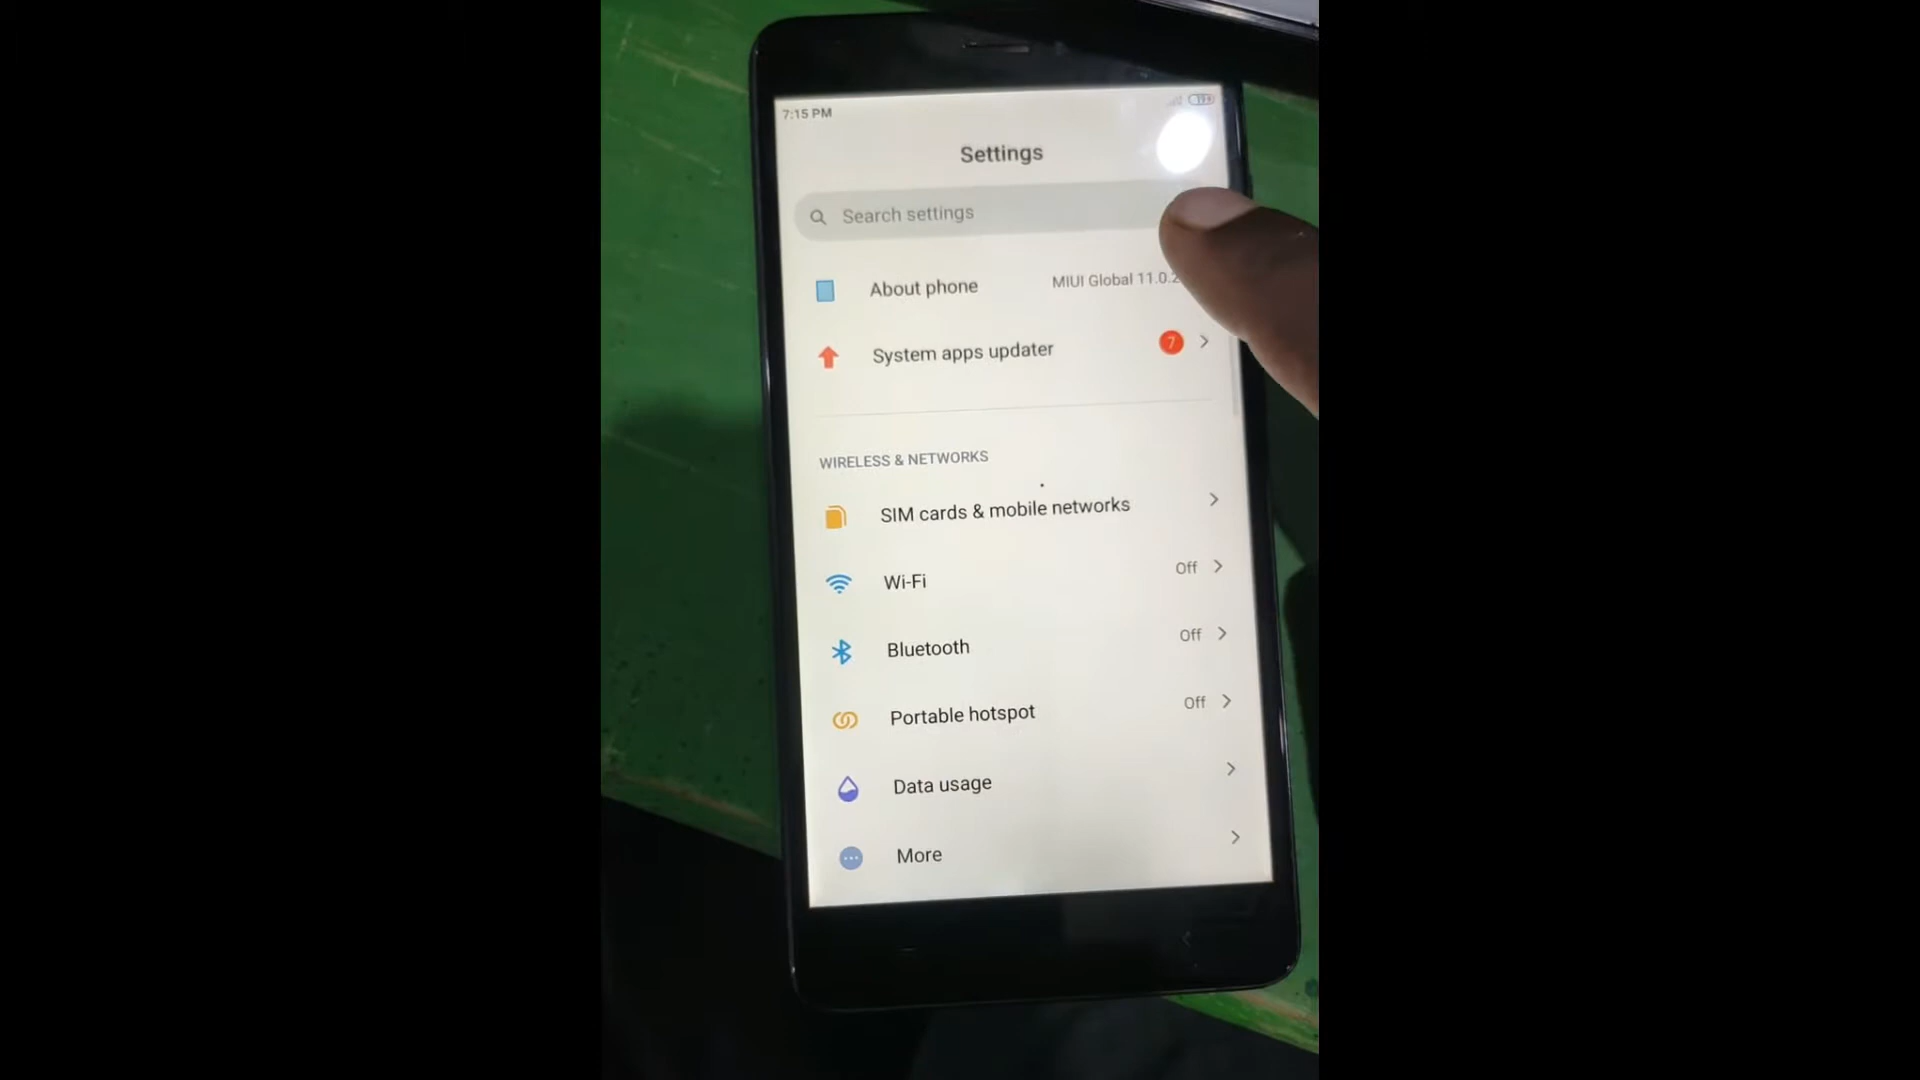 7:15 PM
Settings
Search settings
About phone
MIUI Global 11.0.2
System apps updater
7
WIRELESS & NETWORKS
SIM cards & mobile networks
Wi-Fi
Off
Bluetooth
Off
Portable hotspot
Off
Data usage
More